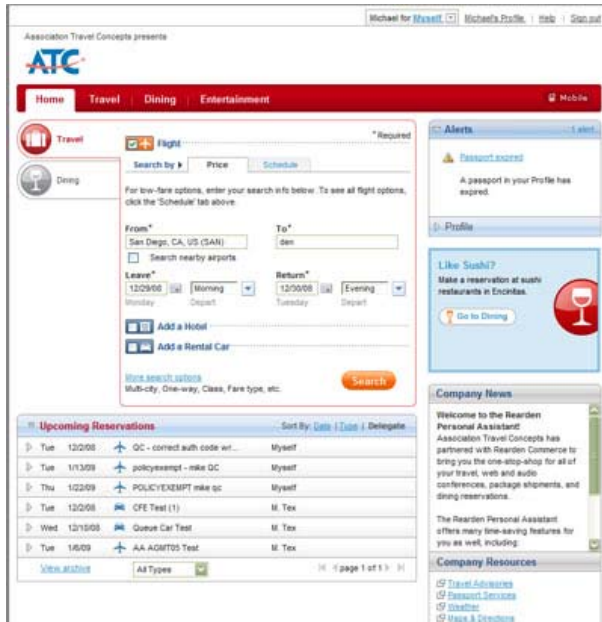 Michael for Myself Michael's Profile | Help | Sign out
Association Travel Concepts presents
ATC
Home Travel Dining Entertainment Mobile
Travel
Dining
Flight *Required
Search by Price Schedule
For low-fare options, enter your search info below. To see all flight options,
click the 'Schedule' tab above.
From* To*
San Diego, CA, US (SAN) den
Search nearby airports
Leave* Return*
12/29/08 Morning 12/30/08 Evening
Monday Depart Tuesday Depart
Add a Hotel
Add a Rental Car
More search options
Multi-city, One-way, Class, Fare type, etc.
Search
Upcoming Reservations Sort By: Date | Type | Delegate
Tue 12/2/08 QC - correct auth code wr... Myself
Tue 1/13/09 policyexempt - mike QC Myself
Thu 1/22/09 POLICYEXEMPT mike qc Myself
Tue 12/2/08 CFE Test (1) M. Tex
Wed 12/10/08 Queue Car Test M. Tex
Tue 1/6/09 AA AGMT05 Test M. Tex
View archive All Types page 1 of 1
Alerts 1 alert
Passport expired
A passport in your Profile has
expired.
Profile
Like Sushi?
Make a reservation at sushi
restaurants in Encinitas.
Go to Dining
Company News
Welcome to the Rearden
Personal Assistant!
Association Travel Concepts has
partnered with Rearden Commerce to
bring you the one-stop-shop for all of
your travel, web and audio
conferences, package shipments, and
dining reservations.
The Rearden Personal Assistant
offers many time-saving features for
you as well, including:
Company Resources
Travel Advisories
Passport Services
Weather
Maps & Directions